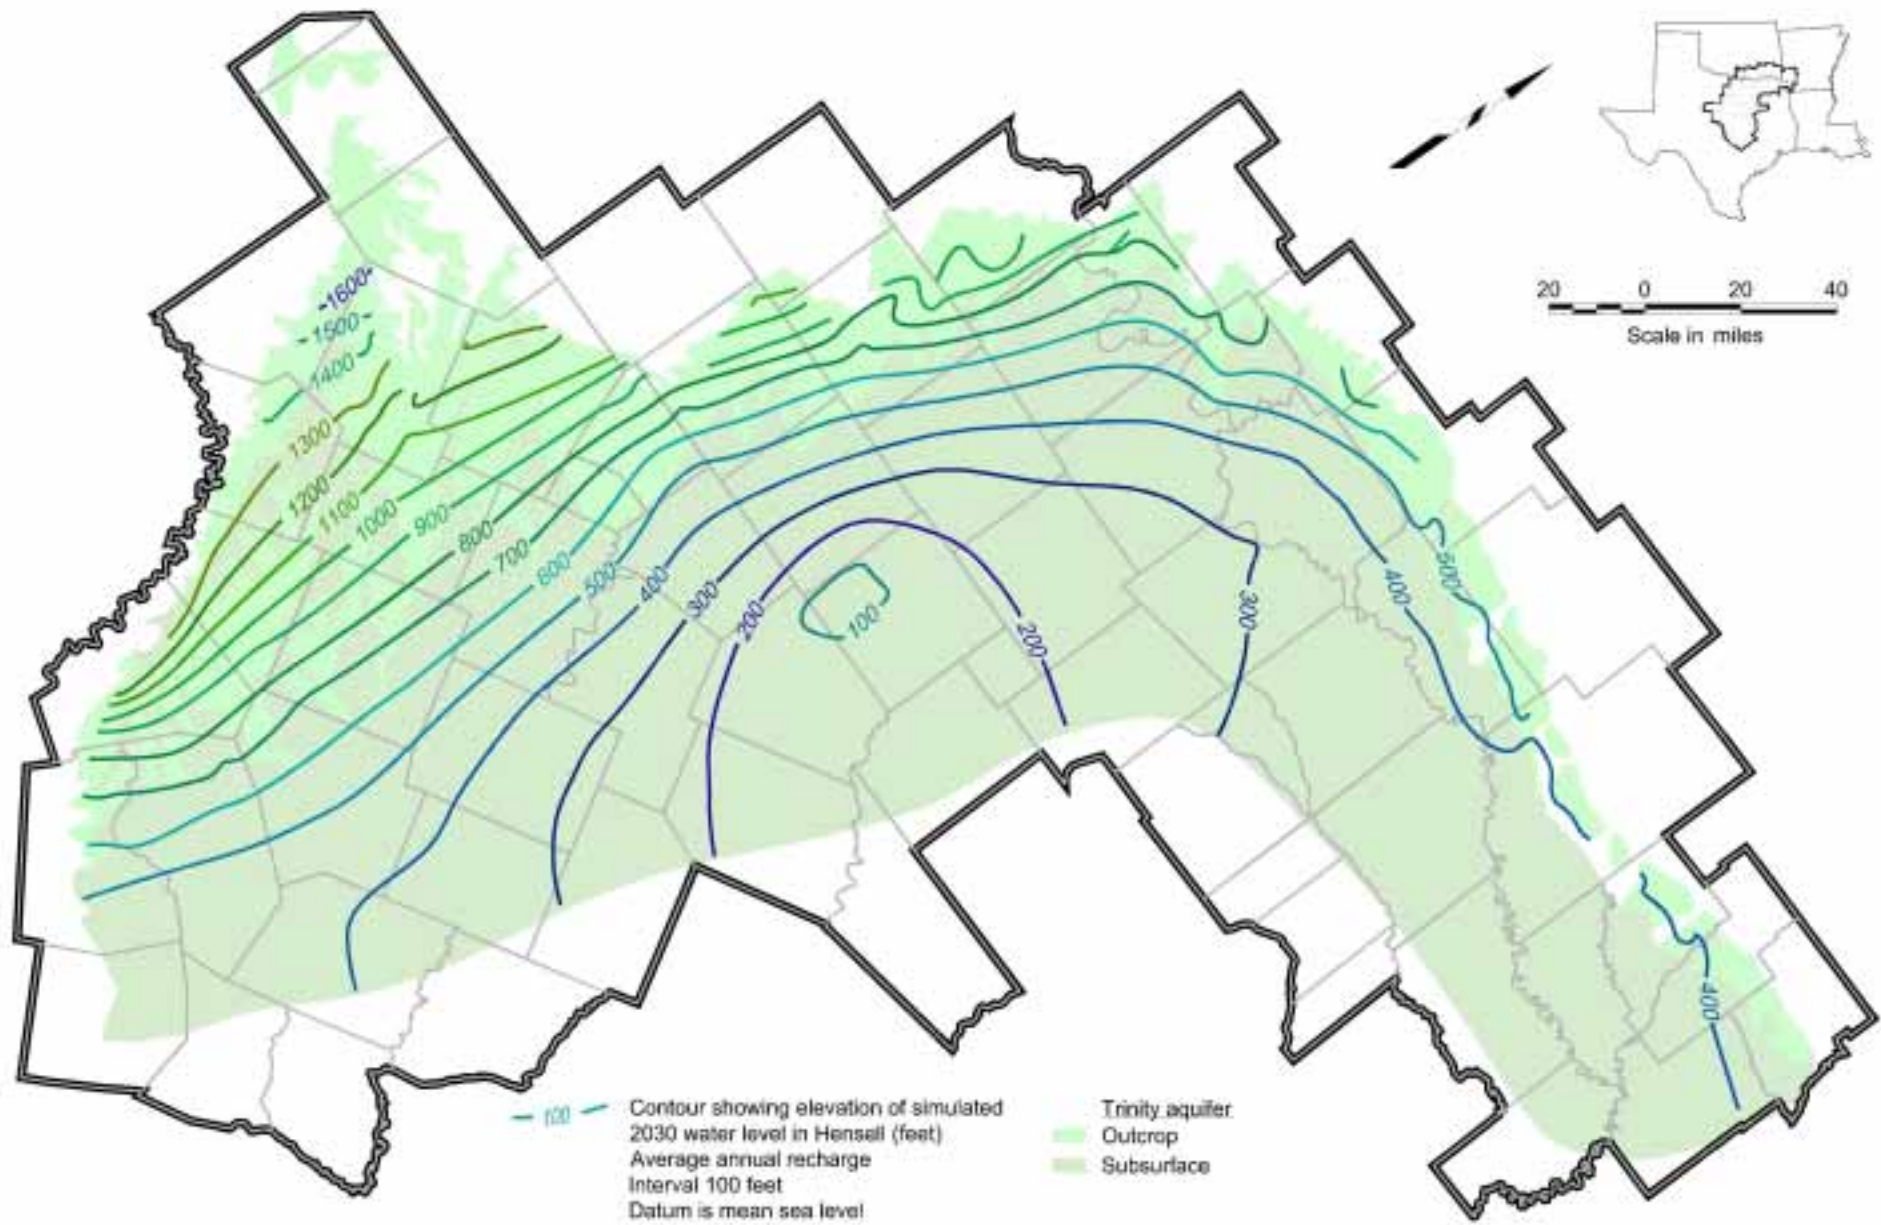 20 0 20 40
Scale in miles
1600
1500
1400
1300
1200
1100
1000
900
800
700
600
500
400
300
200
100
200
300
400
500
400
100 Contour showing elevation of simulated
2030 water level in Hensell (feet)
Average annual recharge
Interval 100 feet
Datum is mean sea level
Trinity aquifer
Outcrop
Subsurface